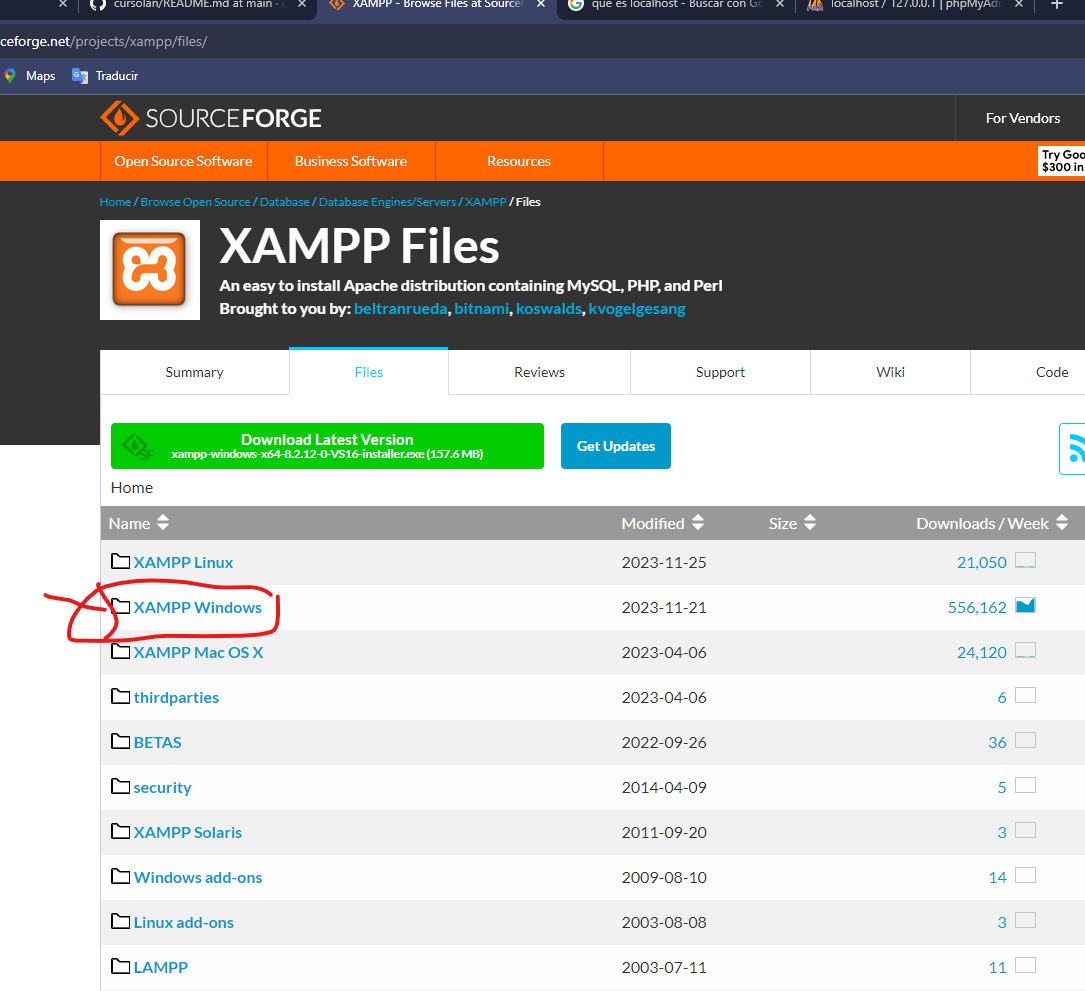 cursolan/README.md at main
XAMPP - Browse Files at Source
que es localhost - Buscar con Go
localhost / 127.0.0.1 | phpMyAdm
ceforge.net/projects/xampp/files/
Maps
Traducir
SOURCEFORGE
For Vendors
Open Source Software
Business Software
Resources
Try Goo
$300 in
Home / Browse Open Source / Database / Database Engines/Servers / XAMPP / Files
XAMPP Files
An easy to install Apache distribution containing MySQL, PHP, and Perl
Brought to you by: beltranrueda, bitnami, koswalds, kvogelgesang
Summary
Files
Reviews
Support
Wiki
Code
Download Latest Version
xampp-windows-x64-8.2.12-0-VS16-installer.exe (157.6 MB)
SF
Get Updates
Home
Name Modified Size Downloads / Week
XAMPP Linux 2023-11-25 21,050
XAMPP Windows 2023-11-21 556,162
XAMPP Mac OS X 2023-04-06 24,120
thirdparties 2023-04-06 6
BETAS 2022-09-26 36
security 2014-04-09 5
XAMPP Solaris 2011-09-20 3
Windows add-ons 2009-08-10 14
Linux add-ons 2003-08-08 3
LAMPP 2003-07-11 11